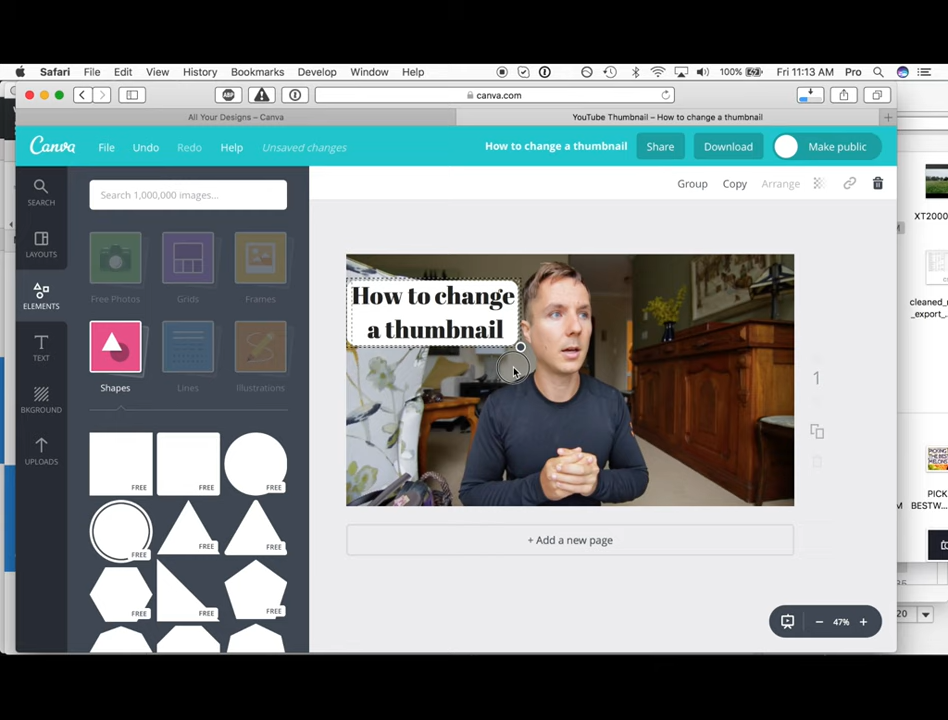 Safari File Edit View History Bookmarks Develop Window Help 100% Fri 11:13 AM Pro
canva.com
All Your Designs – Canva YouTube Thumbnail – How to change a thumbnail
Canva File Undo Redo Help Unsaved changes How to change a thumbnail Share Download Make public
SEARCH
LAYOUTS
ELEMENTS
TEXT
BKGROUND
UPLOADS
Search 1,000,000 images...
Free Photos Grids Frames
Shapes Lines Illustrations
FREE FREE FREE
FREE FREE FREE
FREE FREE FREE
Group Copy Arrange
How to change
a thumbnail
1
+ Add a new page
47%
XT2000
cleaned_
_export_
PICK
BESTW...
20